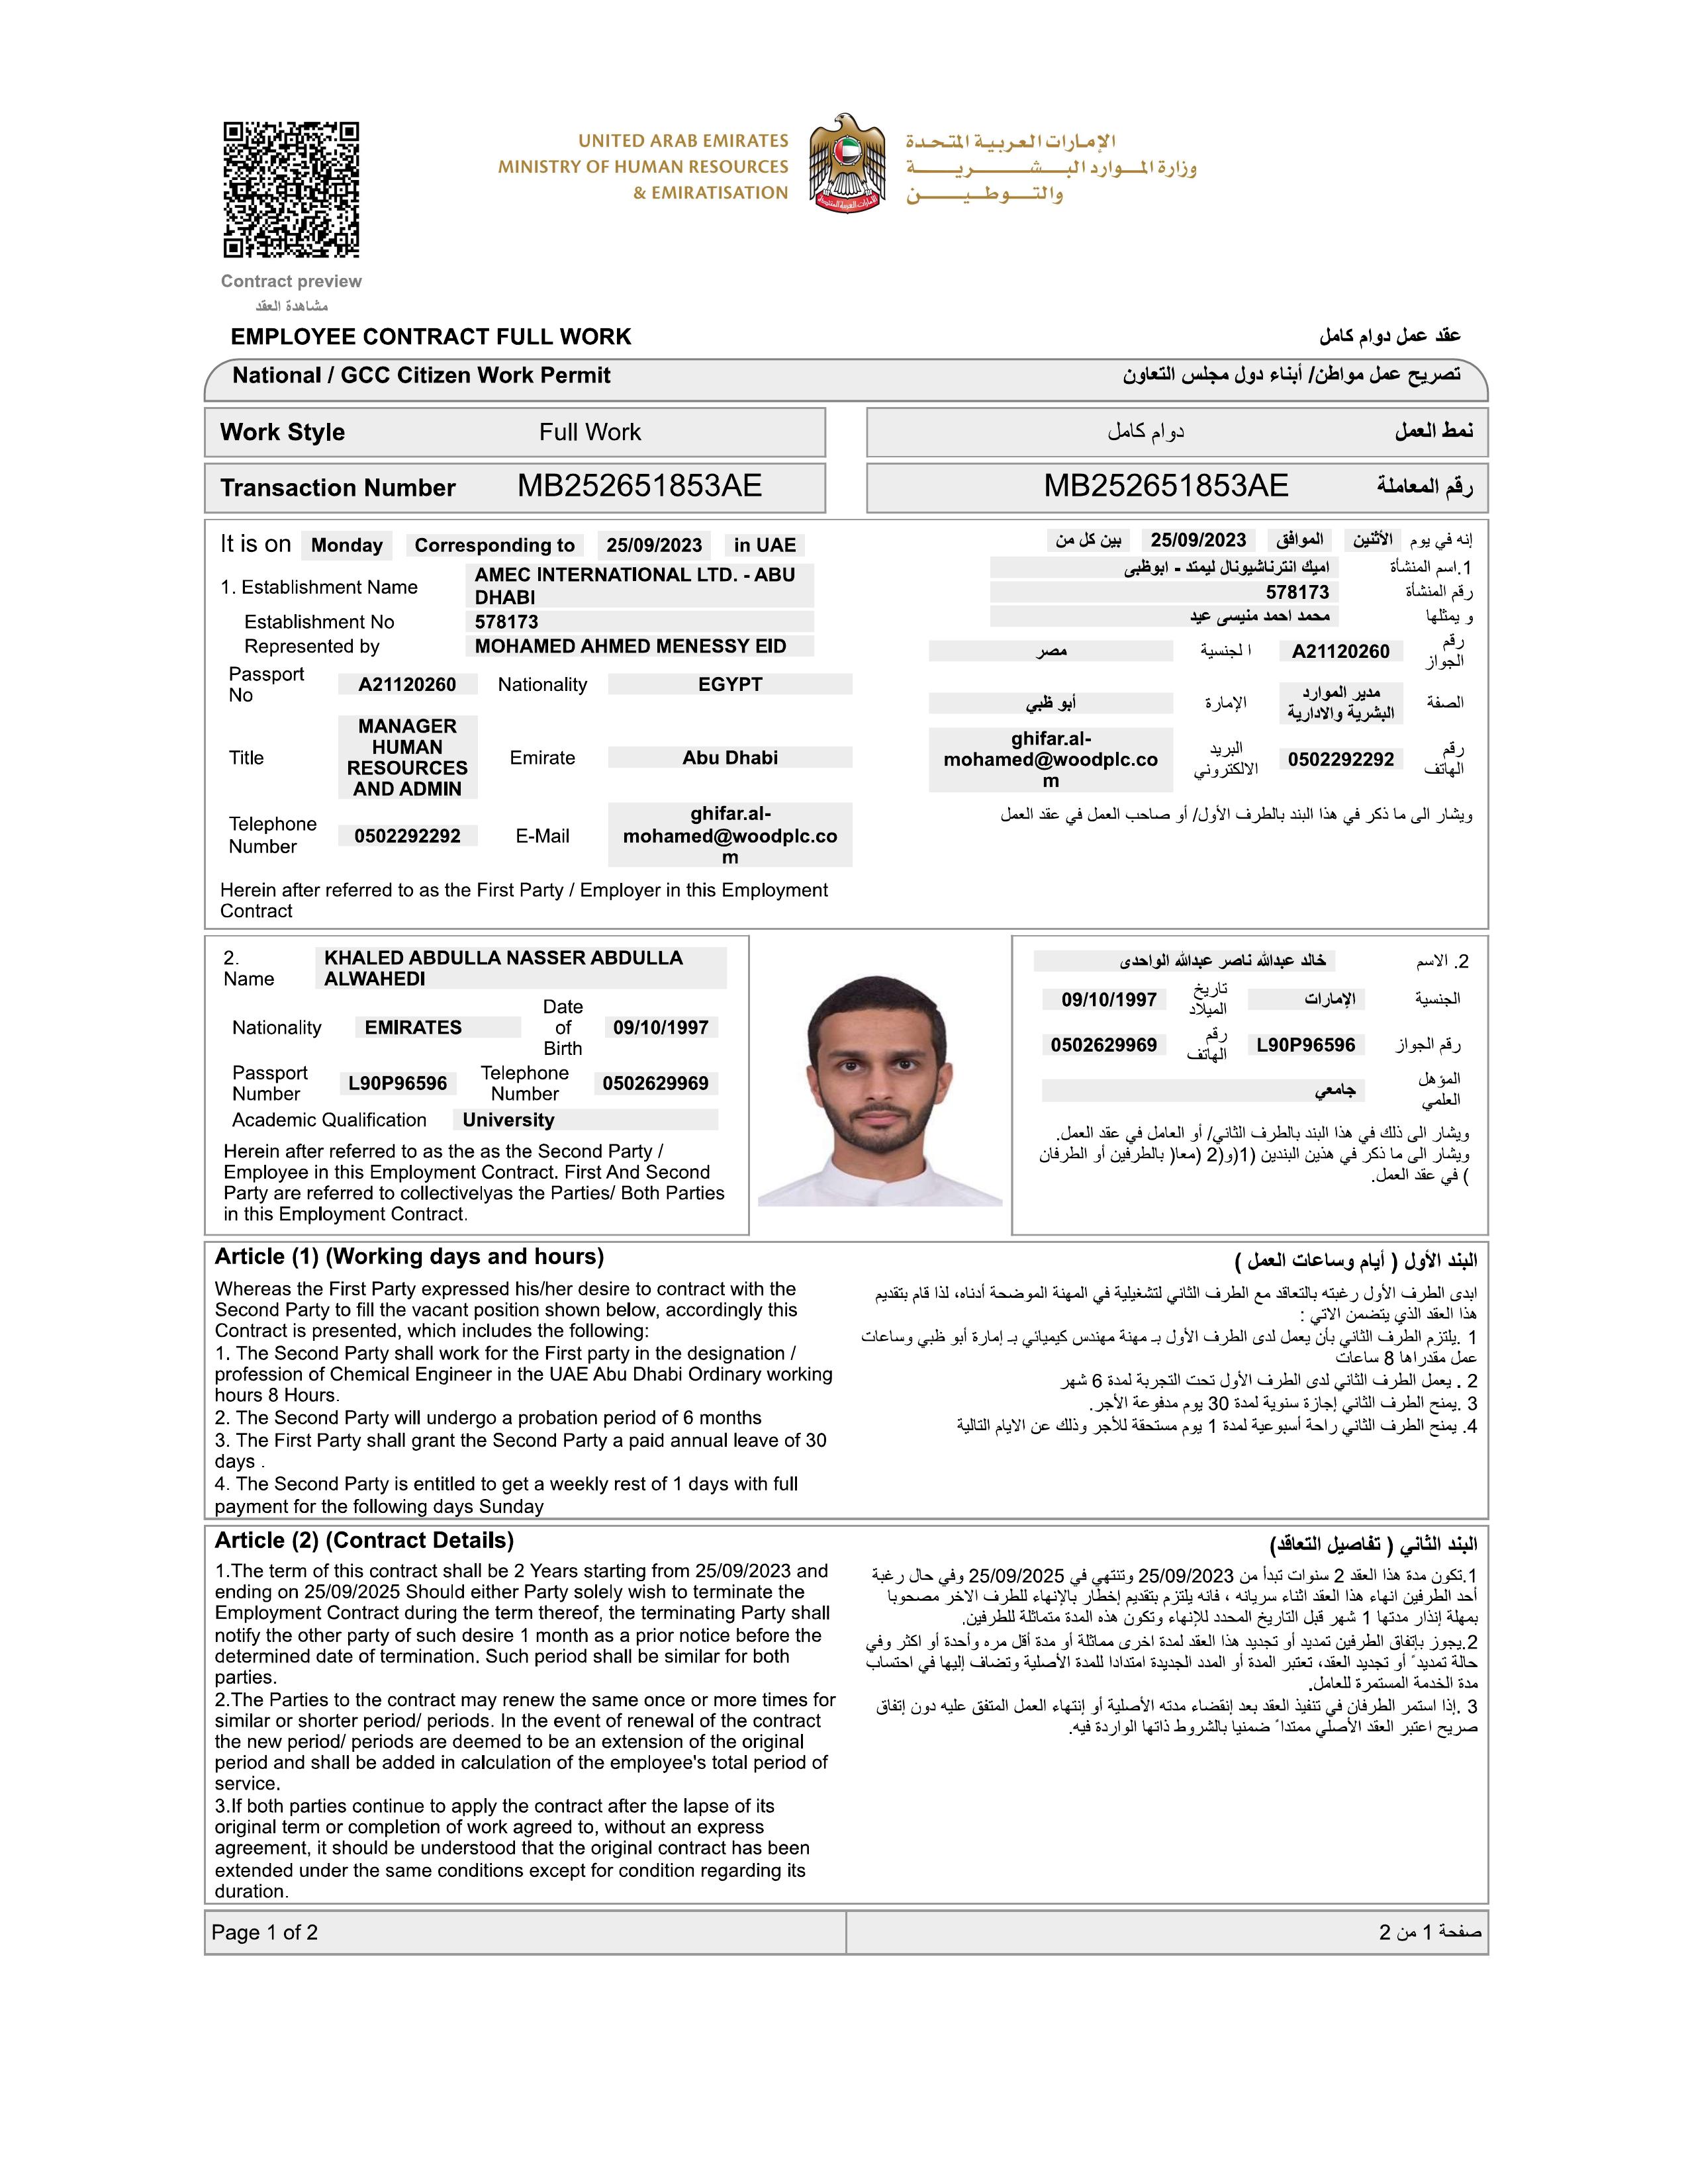 UNITED ARAB EMIRATES
MINISTRY OF HUMAN RESOURCES
& EMIRATISATION
الإمارات العربية المتحدة
وزارة الموارد البشرية
والتوطين
Contract preview
مشاهدة العقد
EMPLOYEE CONTRACT FULL WORK
عقد عمل دوام كامل
National / GCC Citizen Work Permit
تصريح عمل مواطن/ أبناء دول مجلس التعاون
Work Style Full Work
نمط العمل دوام كامل
Transaction Number MB252651853AE
رقم المعاملة MB252651853AE
It is on Monday Corresponding to 25/09/2023 in UAE
1. Establishment Name AMEC INTERNATIONAL LTD. - ABU
DHABI
Establishment No 578173
Represented by MOHAMED AHMED MENESSY EID
Passport
No A21120260 Nationality EGYPT
Title MANAGER
HUMAN
RESOURCES
AND ADMIN
Emirate Abu Dhabi
Telephone
Number 0502292292 E-Mail ghifar.al-
mohamed@woodplc.co
m
Herein after referred to as the First Party / Employer in this Employment
Contract
إنه في يوم الأثنين الموافق 25/09/2023 بين كل من
1.اسم المنشأة اميك انترناشيونال ليمتد - ابوظبى
رقم المنشأة 578173
و يمثلها محمد احمد منيسى عيد
رقم
الجواز A21120260 ا لجنسية مصر
الصفة مدير الموارد
البشرية والادارية
الإمارة أبو ظبي
رقم
الهاتف 0502292292
البريد
الالكتروني
ghifar.al-
mohamed@woodplc.co
m
ويشار الى ما ذكر في هذا البند بالطرف الأول/ أو صاحب العمل في عقد العمل
2.
Name
KHALED ABDULLA NASSER ABDULLA
ALWAHEDI
Nationality EMIRATES
Date
of
Birth
09/10/1997
Passport
Number L90P96596
Telephone
Number 0502629969
Academic Qualification University
Herein after referred to as the as the Second Party /
Employee in this Employment Contract. First And Second
Party are referred to collectivelyas the Parties/ Both Parties
in this Employment Contract.
2. الاسم خالد عبدالله ناصر عبدالله الواحدى
الجنسية الإمارات
تاريخ
الميلاد 09/10/1997
رقم الجواز L90P96596
رقم
الهاتف 0502629969
المؤهل
العلمي جامعي
ويشار الى ذلك في هذا البند بالطرف الثاني/ أو العامل في عقد العمل.
ويشار الى ما ذكر في هذين البندين (1(و(2 (معا( بالطرفين أو الطرفان
) في عقد العمل.
Article (1) (Working days and hours)
Whereas the First Party expressed his/her desire to contract with the
Second Party to fill the vacant position shown below, accordingly this
Contract is presented, which includes the following:
1. The Second Party shall work for the First party in the designation /
profession of Chemical Engineer in the UAE Abu Dhabi Ordinary working
hours 8 Hours.
2. The Second Party will undergo a probation period of 6 months
3. The First Party shall grant the Second Party a paid annual leave of 30
days .
4. The Second Party is entitled to get a weekly rest of 1 days with full
payment for the following days Sunday
البند الأول ( أيام وساعات العمل )
ابدى الطرف الأول رغبته بالتعاقد مع الطرف الثاني لتشغيلية في المهنة الموضحة أدناه، لذا قام بتقديم
هذا العقد الذي يتضمن الاتي :
1 .يلتزم الطرف الثاني بأن يعمل لدى الطرف الأول بـ مهنة مهندس كيميائي بـ إمارة أبو ظبي وساعات
عمل مقدراها 8 ساعات
2 . يعمل الطرف الثاني لدى الطرف الأول تحت التجربة لمدة 6 شهر
3 .يمنح الطرف الثاني إجازة سنوية لمدة 30 يوم مدفوعة الأجر.
4. يمنح الطرف الثاني راحة أسبوعية لمدة 1 يوم مستحقة للأجر وذلك عن الايام التالية
Article (2) (Contract Details)
1.The term of this contract shall be 2 Years starting from 25/09/2023 and
ending on 25/09/2025 Should either Party solely wish to terminate the
Employment Contract during the term thereof, the terminating Party shall
notify the other party of such desire 1 month as a prior notice before the
determined date of termination. Such period shall be similar for both
parties.
2.The Parties to the contract may renew the same once or more times for
similar or shorter period/ periods. In the event of renewal of the contract
the new period/ periods are deemed to be an extension of the original
period and shall be added in calculation of the employee's total period of
service.
3.If both parties continue to apply the contract after the lapse of its
original term or completion of work agreed to, without an express
agreement, it should be understood that the original contract has been
extended under the same conditions except for condition regarding its
duration.
البند الثاني ( تفاصيل التعاقد)
1.تكون مدة هذا العقد 2 سنوات تبدأ من 25/09/2023 وتنتهي في 25/09/2025 وفي حال رغبة
أحد الطرفين انهاء هذا العقد اثناء سريانه ، فانه يلتزم بتقديم إخطار بالإنهاء للطرف الاخر مصحوبا
بمهلة إنذار مدتها 1 شهر قبل التاريخ المحدد للإنهاء وتكون هذه المدة متماثلة للطرفين.
2.يجوز بإتفاق الطرفين تمديد أو تجديد هذا العقد لمدة اخرى مماثلة أو مدة أقل مره وأحدة أو اكثر وفي
حالة تمديد ً أو تجديد العقد، تعتبر المدة أو المدد الجديدة امتدادا للمدة الأصلية وتضاف إليها في احتساب
مدة الخدمة المستمرة للعامل.
3 .إذا استمر الطرفان في تنفيذ العقد بعد إنقضاء مدته الأصلية أو إنتهاء العمل المتفق عليه دون إتفاق
صريح اعتبر العقد الأصلي ممتدا ً ضمنيا بالشروط ذاتها الواردة فيه.
Page 1 of 2
صفحة 1 من 2